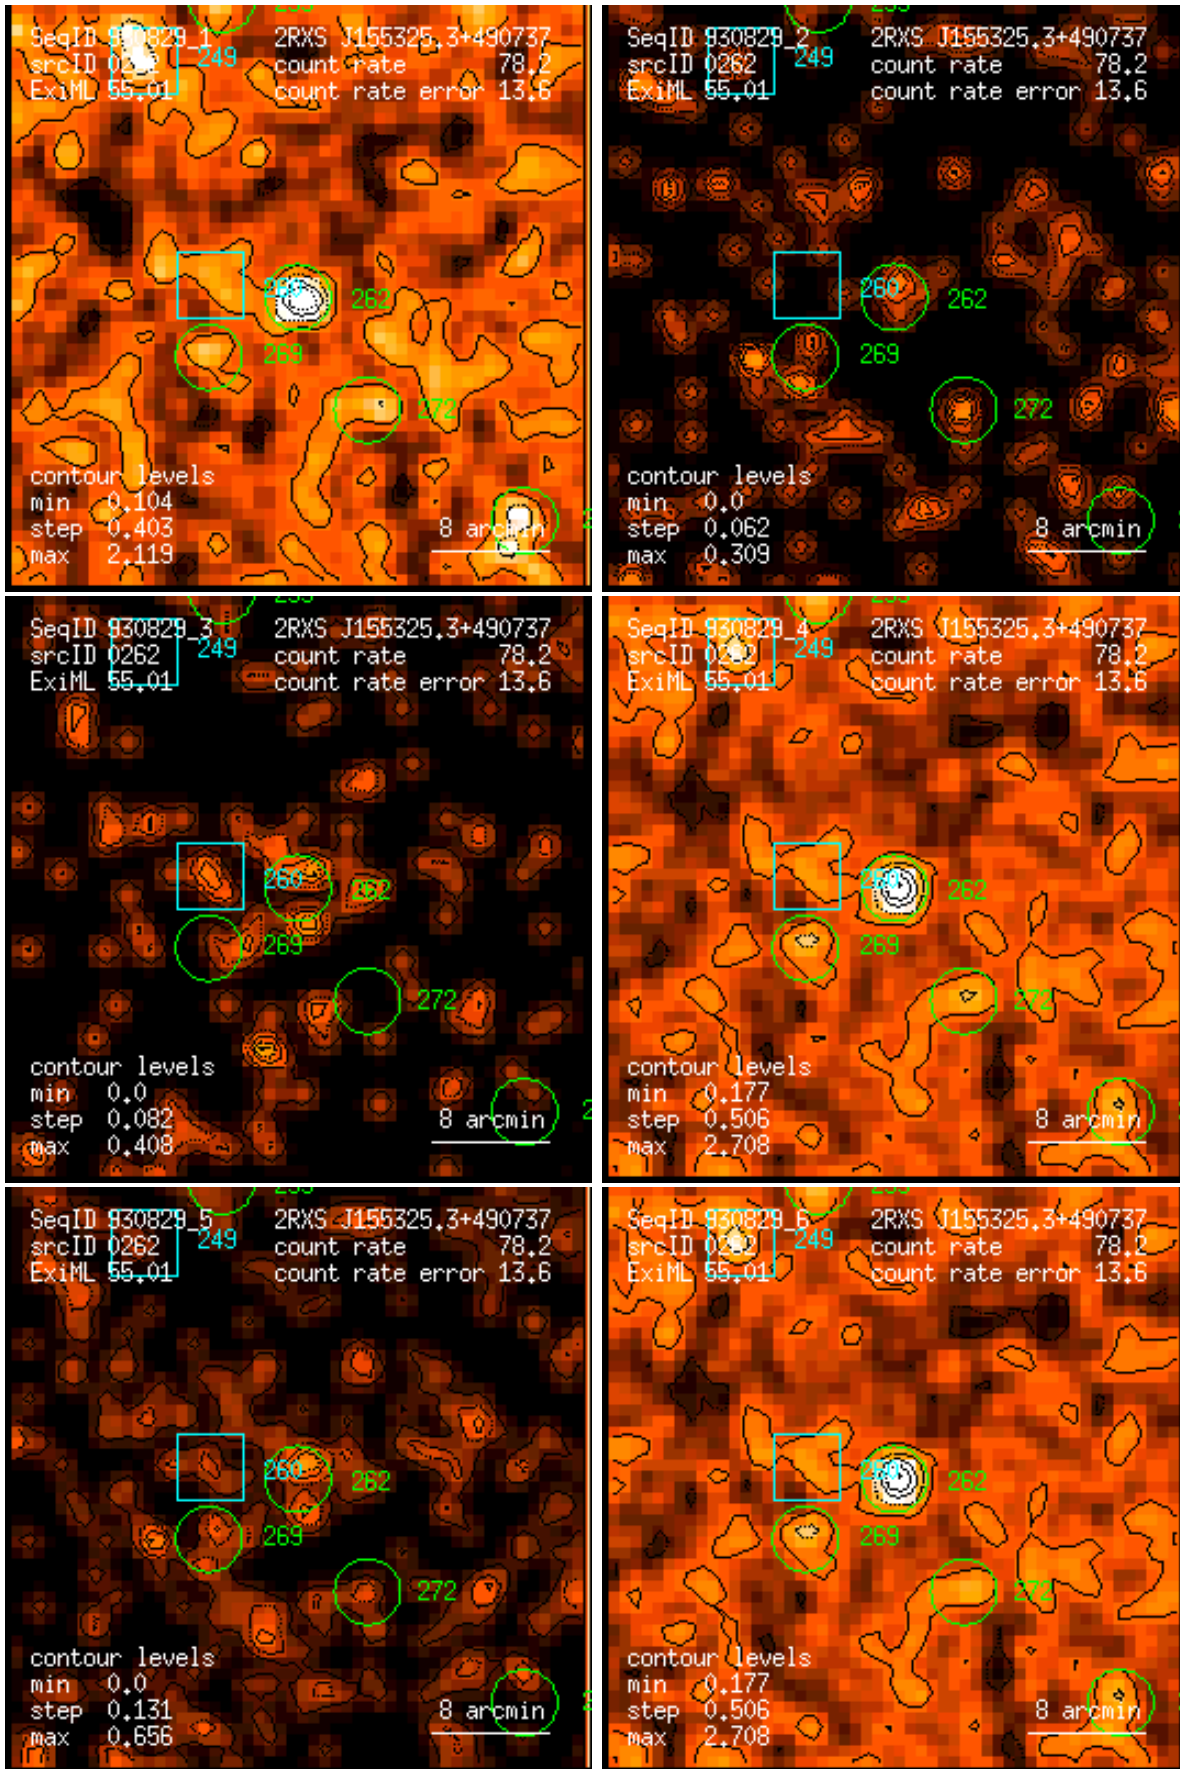 SeqID 930829_1 2RXS J155325.3+490737
249
srcID count rate 78.2
ExiML 55.01 count rate error 13.6
260 262
269
272
contour levels
min 0.104
step 0.403 8 arcmin
max 2.119
SeqID 930829_2 2RXS J155325.3+490737
249
srcID 0262 count rate 78.2
ExiML 55.01 count rate error 13.6
260 262
269
272
contour levels
min 0.0
step 0.062 8 arcmin
max 0.309
SeqID 930829_3 2RXS J155325.3+490737
249
srcID 0262 count rate 78.2
ExiML 55.01 count rate error 13.6
260 262
269
272
contour levels
min 0.0
step 0.082 8 arcmin
max 0.408
SeqID 930829_4 2RXS J155325.3+490737
249
srcID 0262 count rate 78.2
ExiML 55.01 count rate error 13.6
260 262
269
272
contour levels
min 0.177
step 0.506 8 arcmin
max 2.708
SeqID 930829_5 2RXS J155325.3+490737
249
srcID 0262 count rate 78.2
ExiML 55.01 count rate error 13.6
260 262
269
272
contour levels
min 0.0
step 0.131 8 arcmin
max 0.656
SeqID 930829_6 2RXS J155325.3+490737
249
srcID 0262 count rate 78.2
ExiML 55.01 count rate error 13.6
260 262
269
272
contour levels
min 0.177
step 0.506 8 arcmin
max 2.708